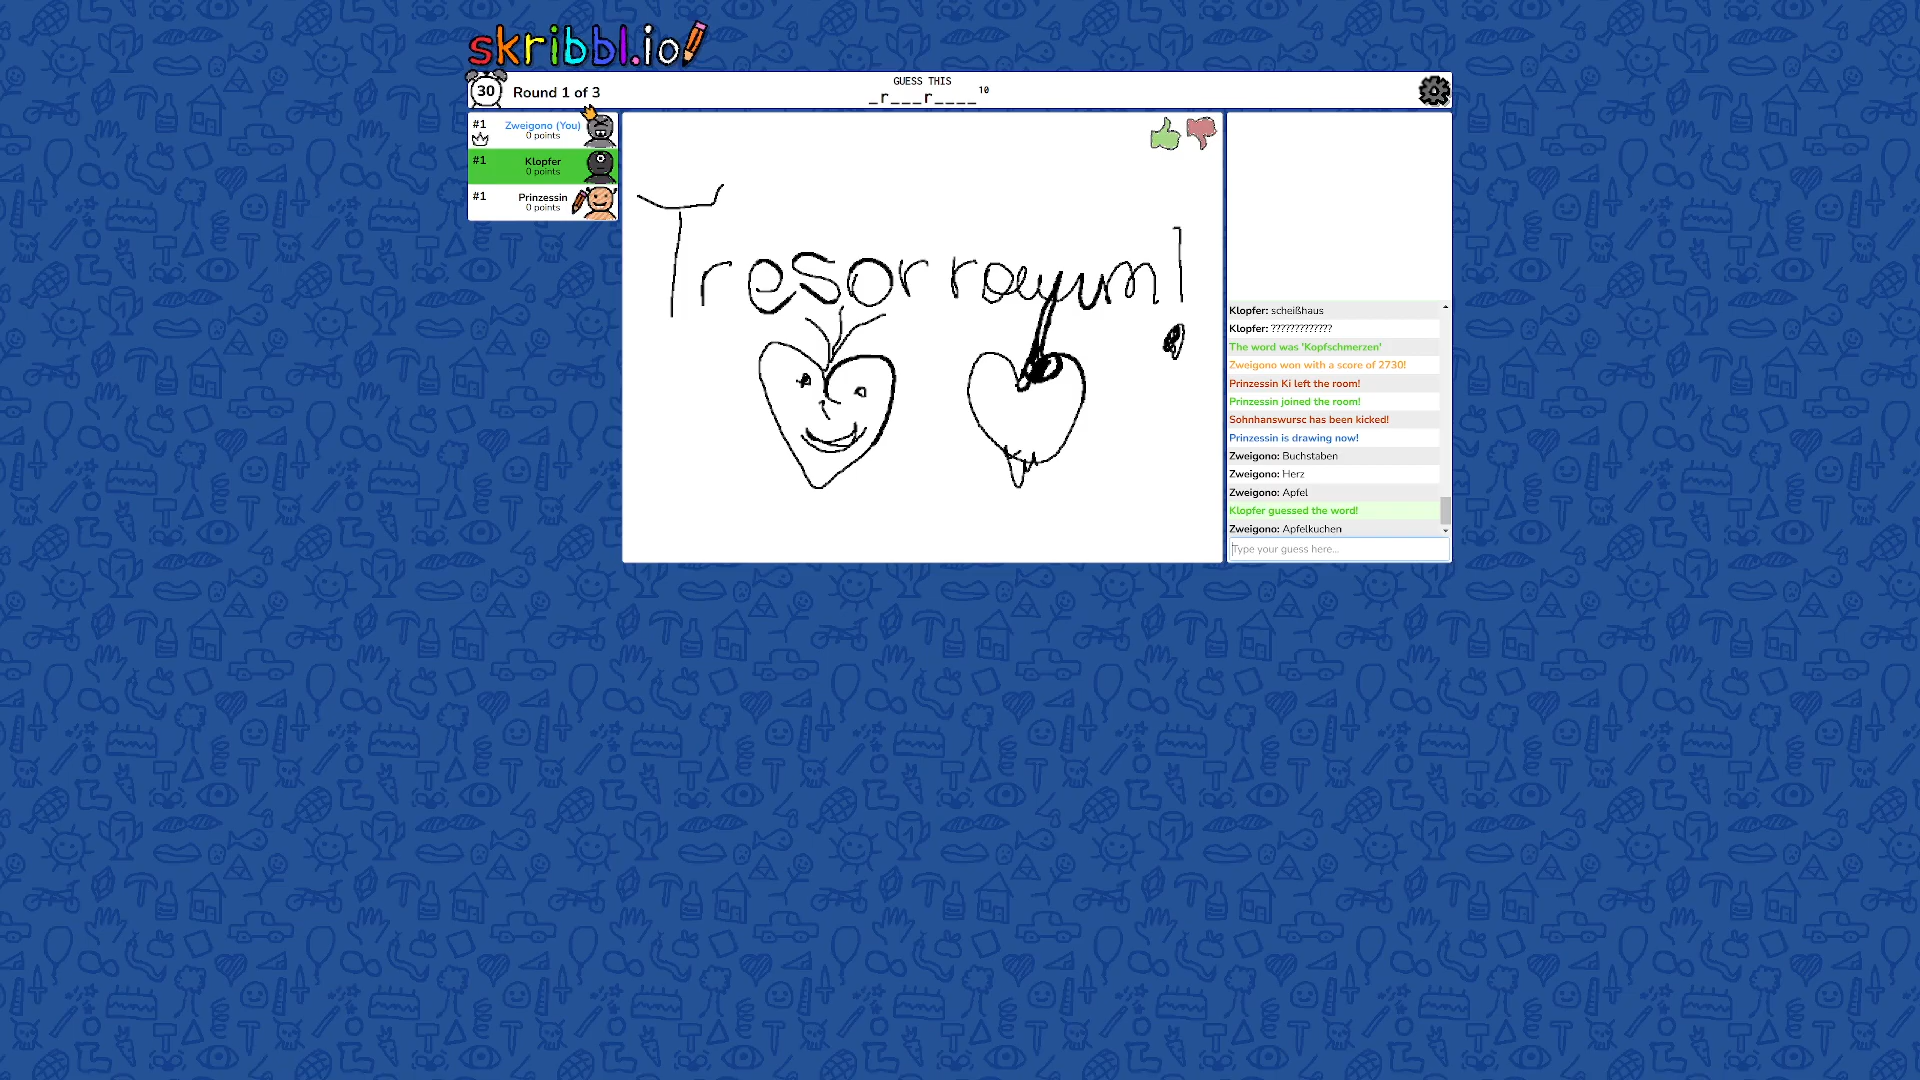 skribbl.io
30
Round 1 of 3
GUESS THIS
_r___r____ 10
#1
Zweigono (You)
0 points
#1
Klopfer
0 points
#1
Prinzessin
0 points
Tresorraum!
Klopfer: scheißhaus
Klopfer: ?????????????
The word was 'Kopfschmerzen'
Zweigono won with a score of 2730!
Prinzessin Ki left the room!
Prinzessin joined the room!
Sohnhanswursc has been kicked!
Prinzessin is drawing now!
Zweigono: Buchstaben
Zweigono: Herz
Zweigono: Apfel
Klopfer guessed the word!
Zweigono: Apfelkuchen
Type your guess here...